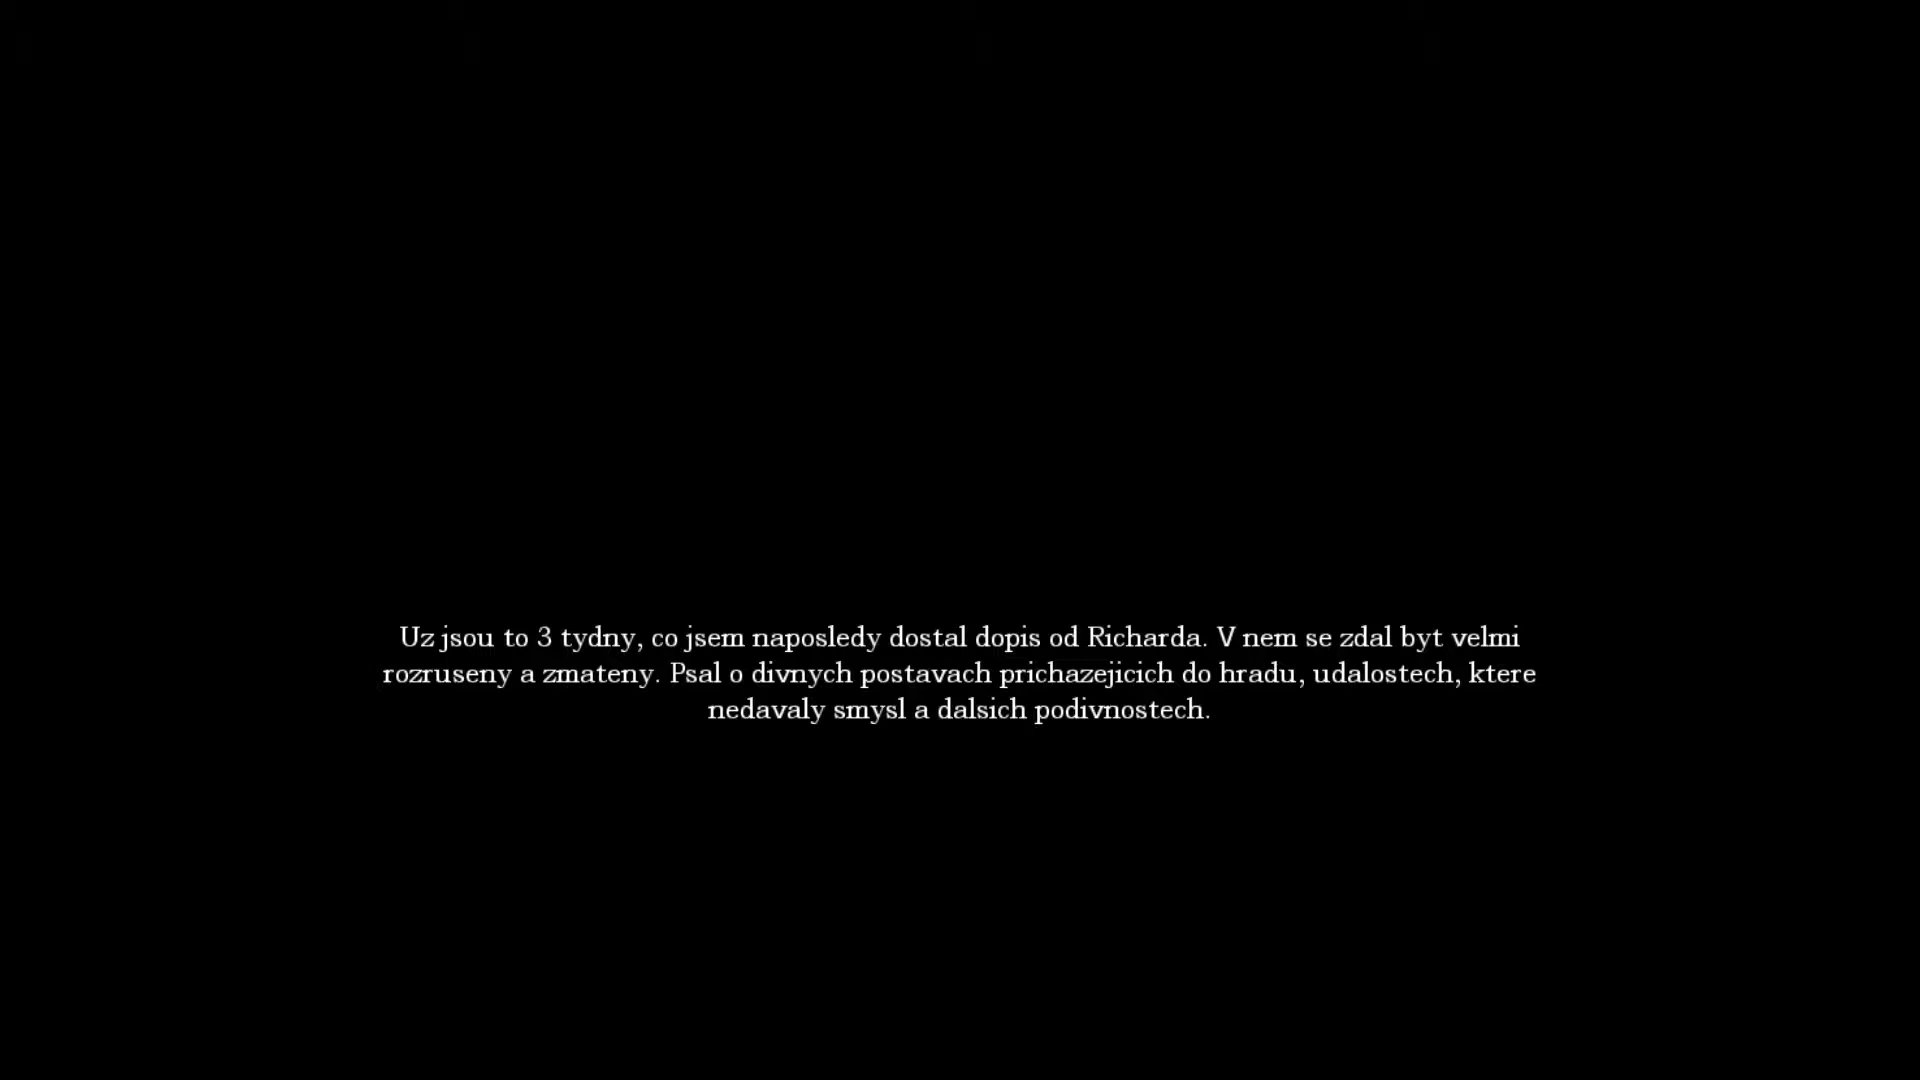 Uz jsou to 3 tydny, co jsem naposledy dostal dopis od Richarda. V nem se zdal byt velmi
rozruseny a zmateny. Psal o divnych postavach prichazejicich do hradu, udalostech, ktere
nedavaly smysl a dalsich podivnostech.